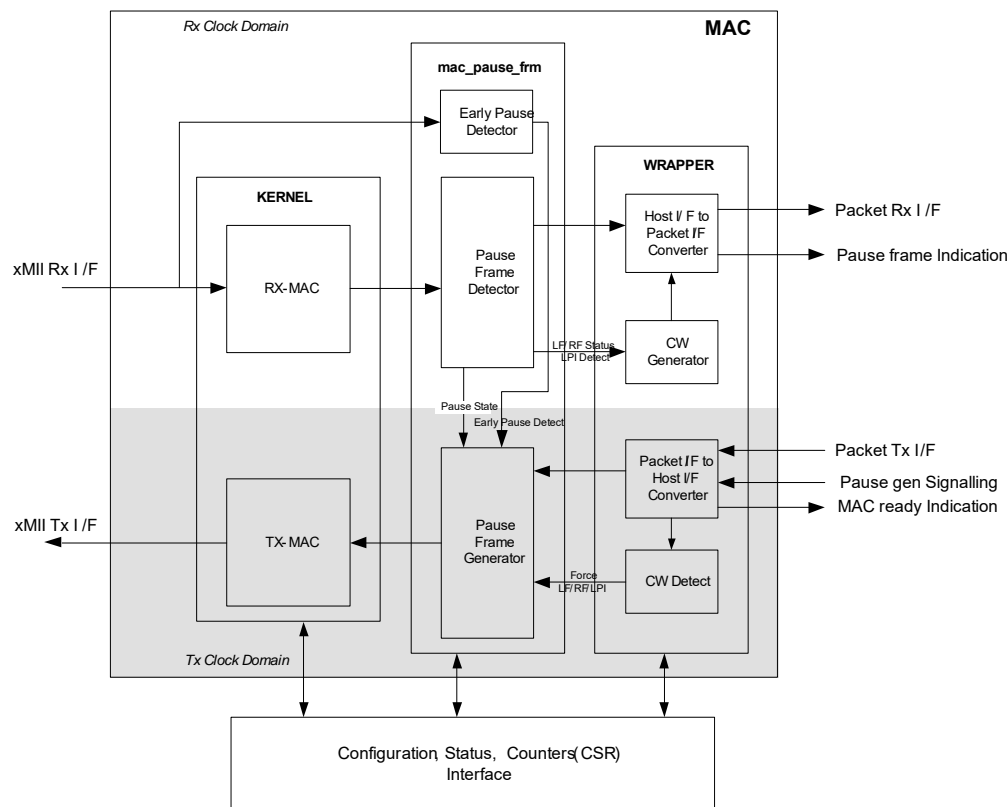 Rx Clock Domain
MAC
mac_pause_frm
Early Pause
Detector
WRAPPER
KERNEL
Host I/ F to
Packet I/F
Converter
Packet Rx I /F
Pause frame Indication
xMII Rx I /F
RX-MAC
Pause
Frame
Detector
LF/RF Status
LPI Detect
CW
Generator
Pause State
Early Pause Detect
Packet I/F to
Host I/F
Converter
Packet Tx I/F
Pause gen Signalling
MAC ready Indication
xMII Tx I /F
TX-MAC
Pause
Frame
Generator
Force
LF/RF/LPI
CW Detect
Tx Clock Domain
Configuration, Status, Counters(CSR)
Interface